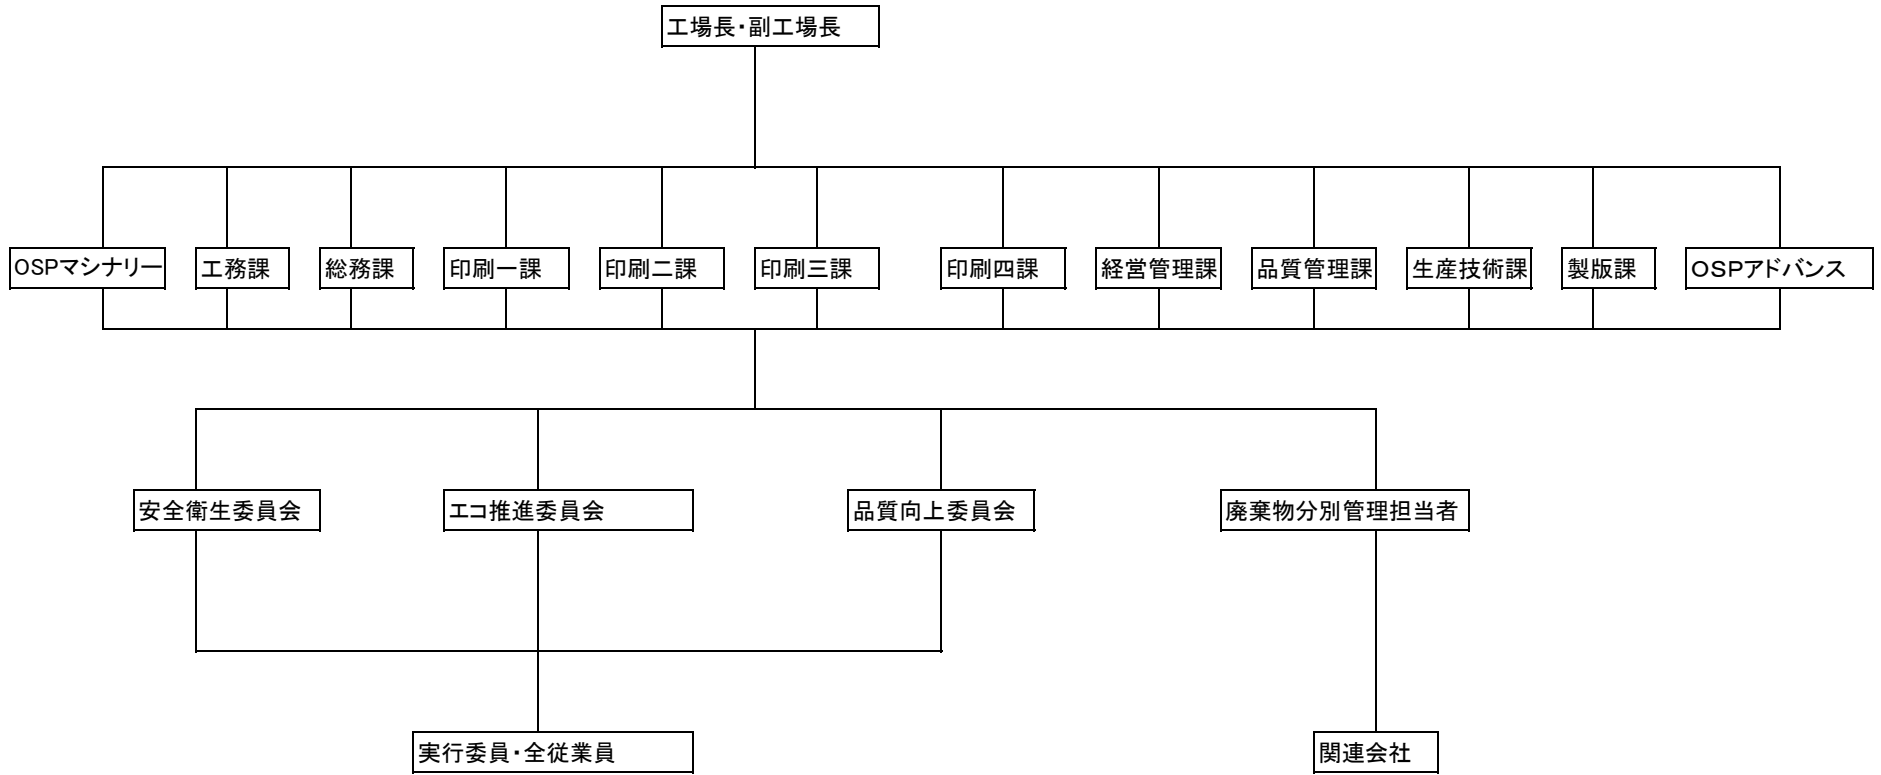 工場長・副工場長
OSPマシナリー
工務課
総務課
印刷一課
印刷二課
印刷三課
印刷四課
経営管理課
品質管理課
生産技術課
製版課
OSPアドバンス
安全衛生委員会
エコ推進委員会
品質向上委員会
廃棄物分別管理担当者
実行委員・全従業員
関連会社